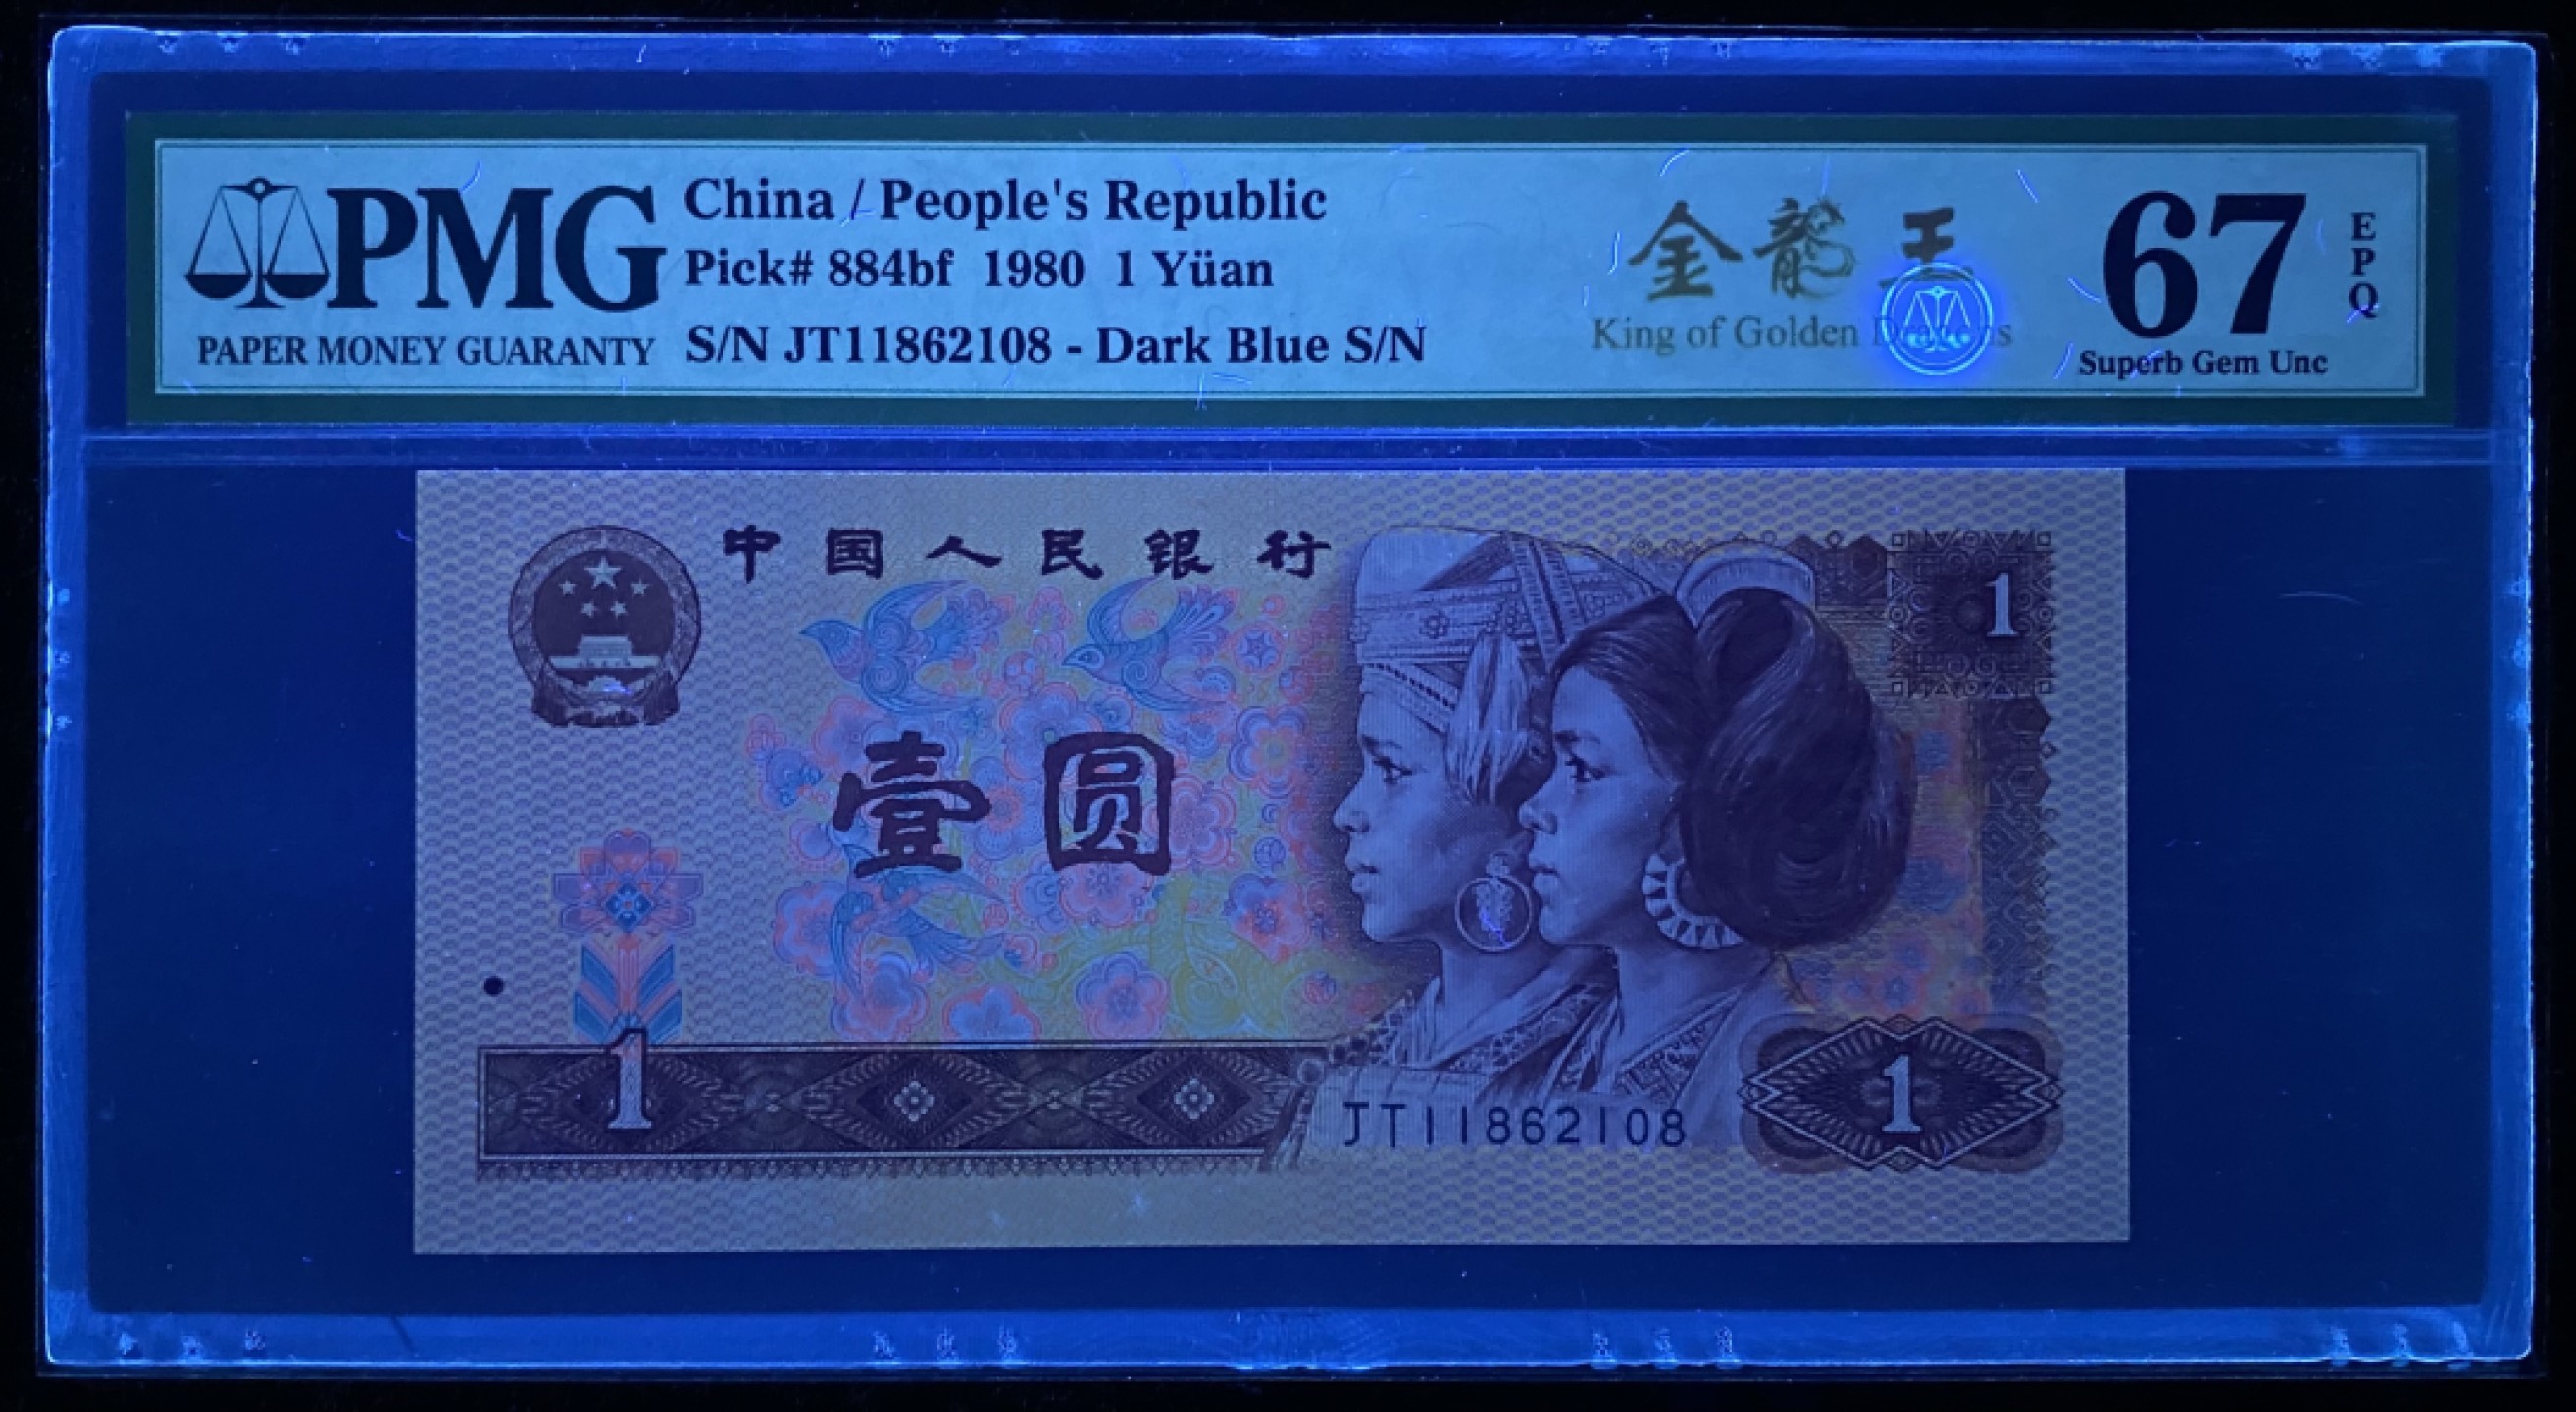 PMG
PAPER MONEY GUARANTY
China / People's Republic
Pick# 884bf 1980 1 Yüan
S/N JT11862108 - Dark Blue S/N
金龍王
King of Golden Dragons
67
EPQ
Superb Gem Unc
中国人民银行
1
壹圆
1
JT11862108
1